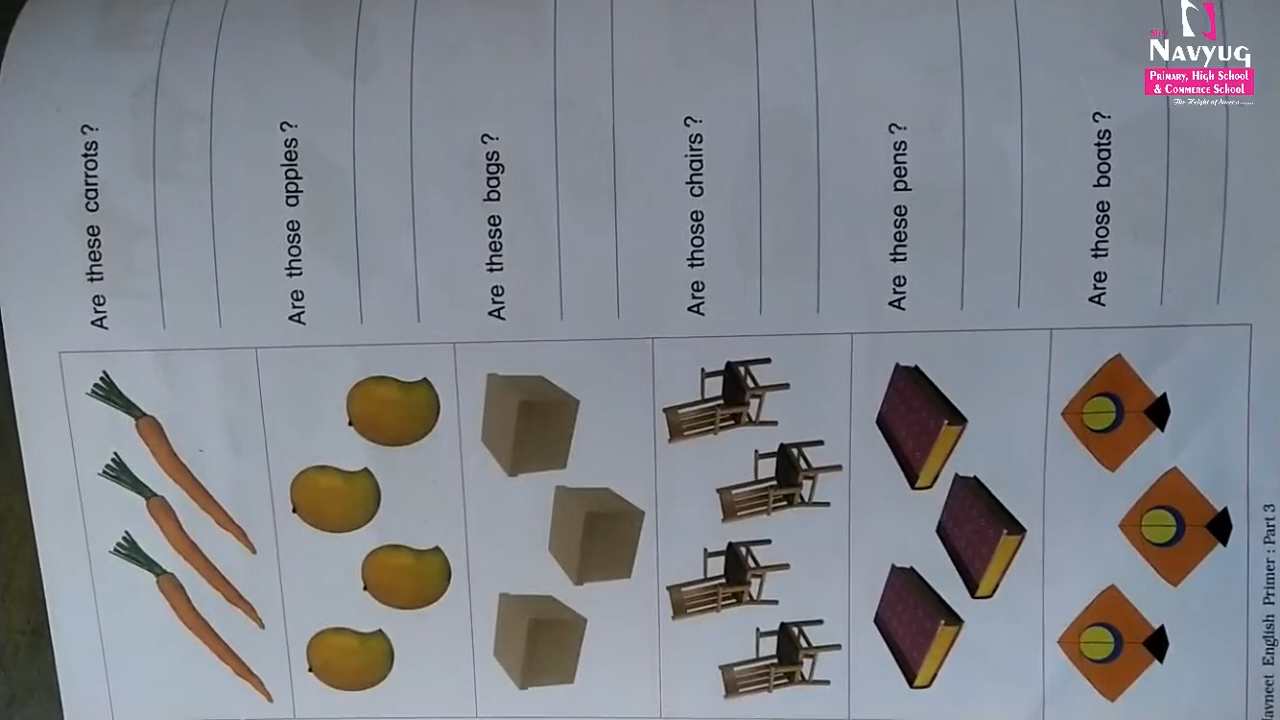 Are these carrots ?
Are those apples ?
Are these bags ?
Are those chairs ?
Are these pens ?
Are those boats ?
English Primer : Part 3
NAVYUG
PRIMARY, HIGH SCHOOL
& COMMERCE SCHOOL